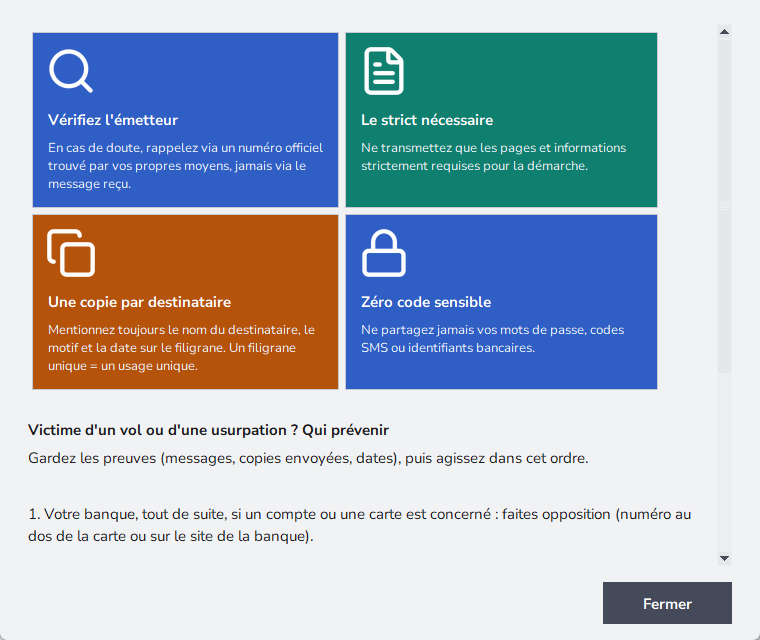 Vérifiez l'émetteur
En cas de doute, rappelez via un numéro officiel
trouvé par vos propres moyens, jamais via le
message reçu.
Le strict nécessaire
Ne transmettez que les pages et informations
strictement requises pour la démarche.
Une copie par destinataire
Mentionnez toujours le nom du destinataire, le
motif et la date sur le filigrane. Un filigrane
unique = un usage unique.
Zéro code sensible
Ne partagez jamais vos mots de passe, codes
SMS ou identifiants bancaires.
Victime d'un vol ou d'une usurpation ? Qui prévenir
Gardez les preuves (messages, copies envoyées, dates), puis agissez dans cet ordre.
1. Votre banque, tout de suite, si un compte ou une carte est concerné : faites opposition (numéro au
dos de la carte ou sur le site de la banque).
Fermer